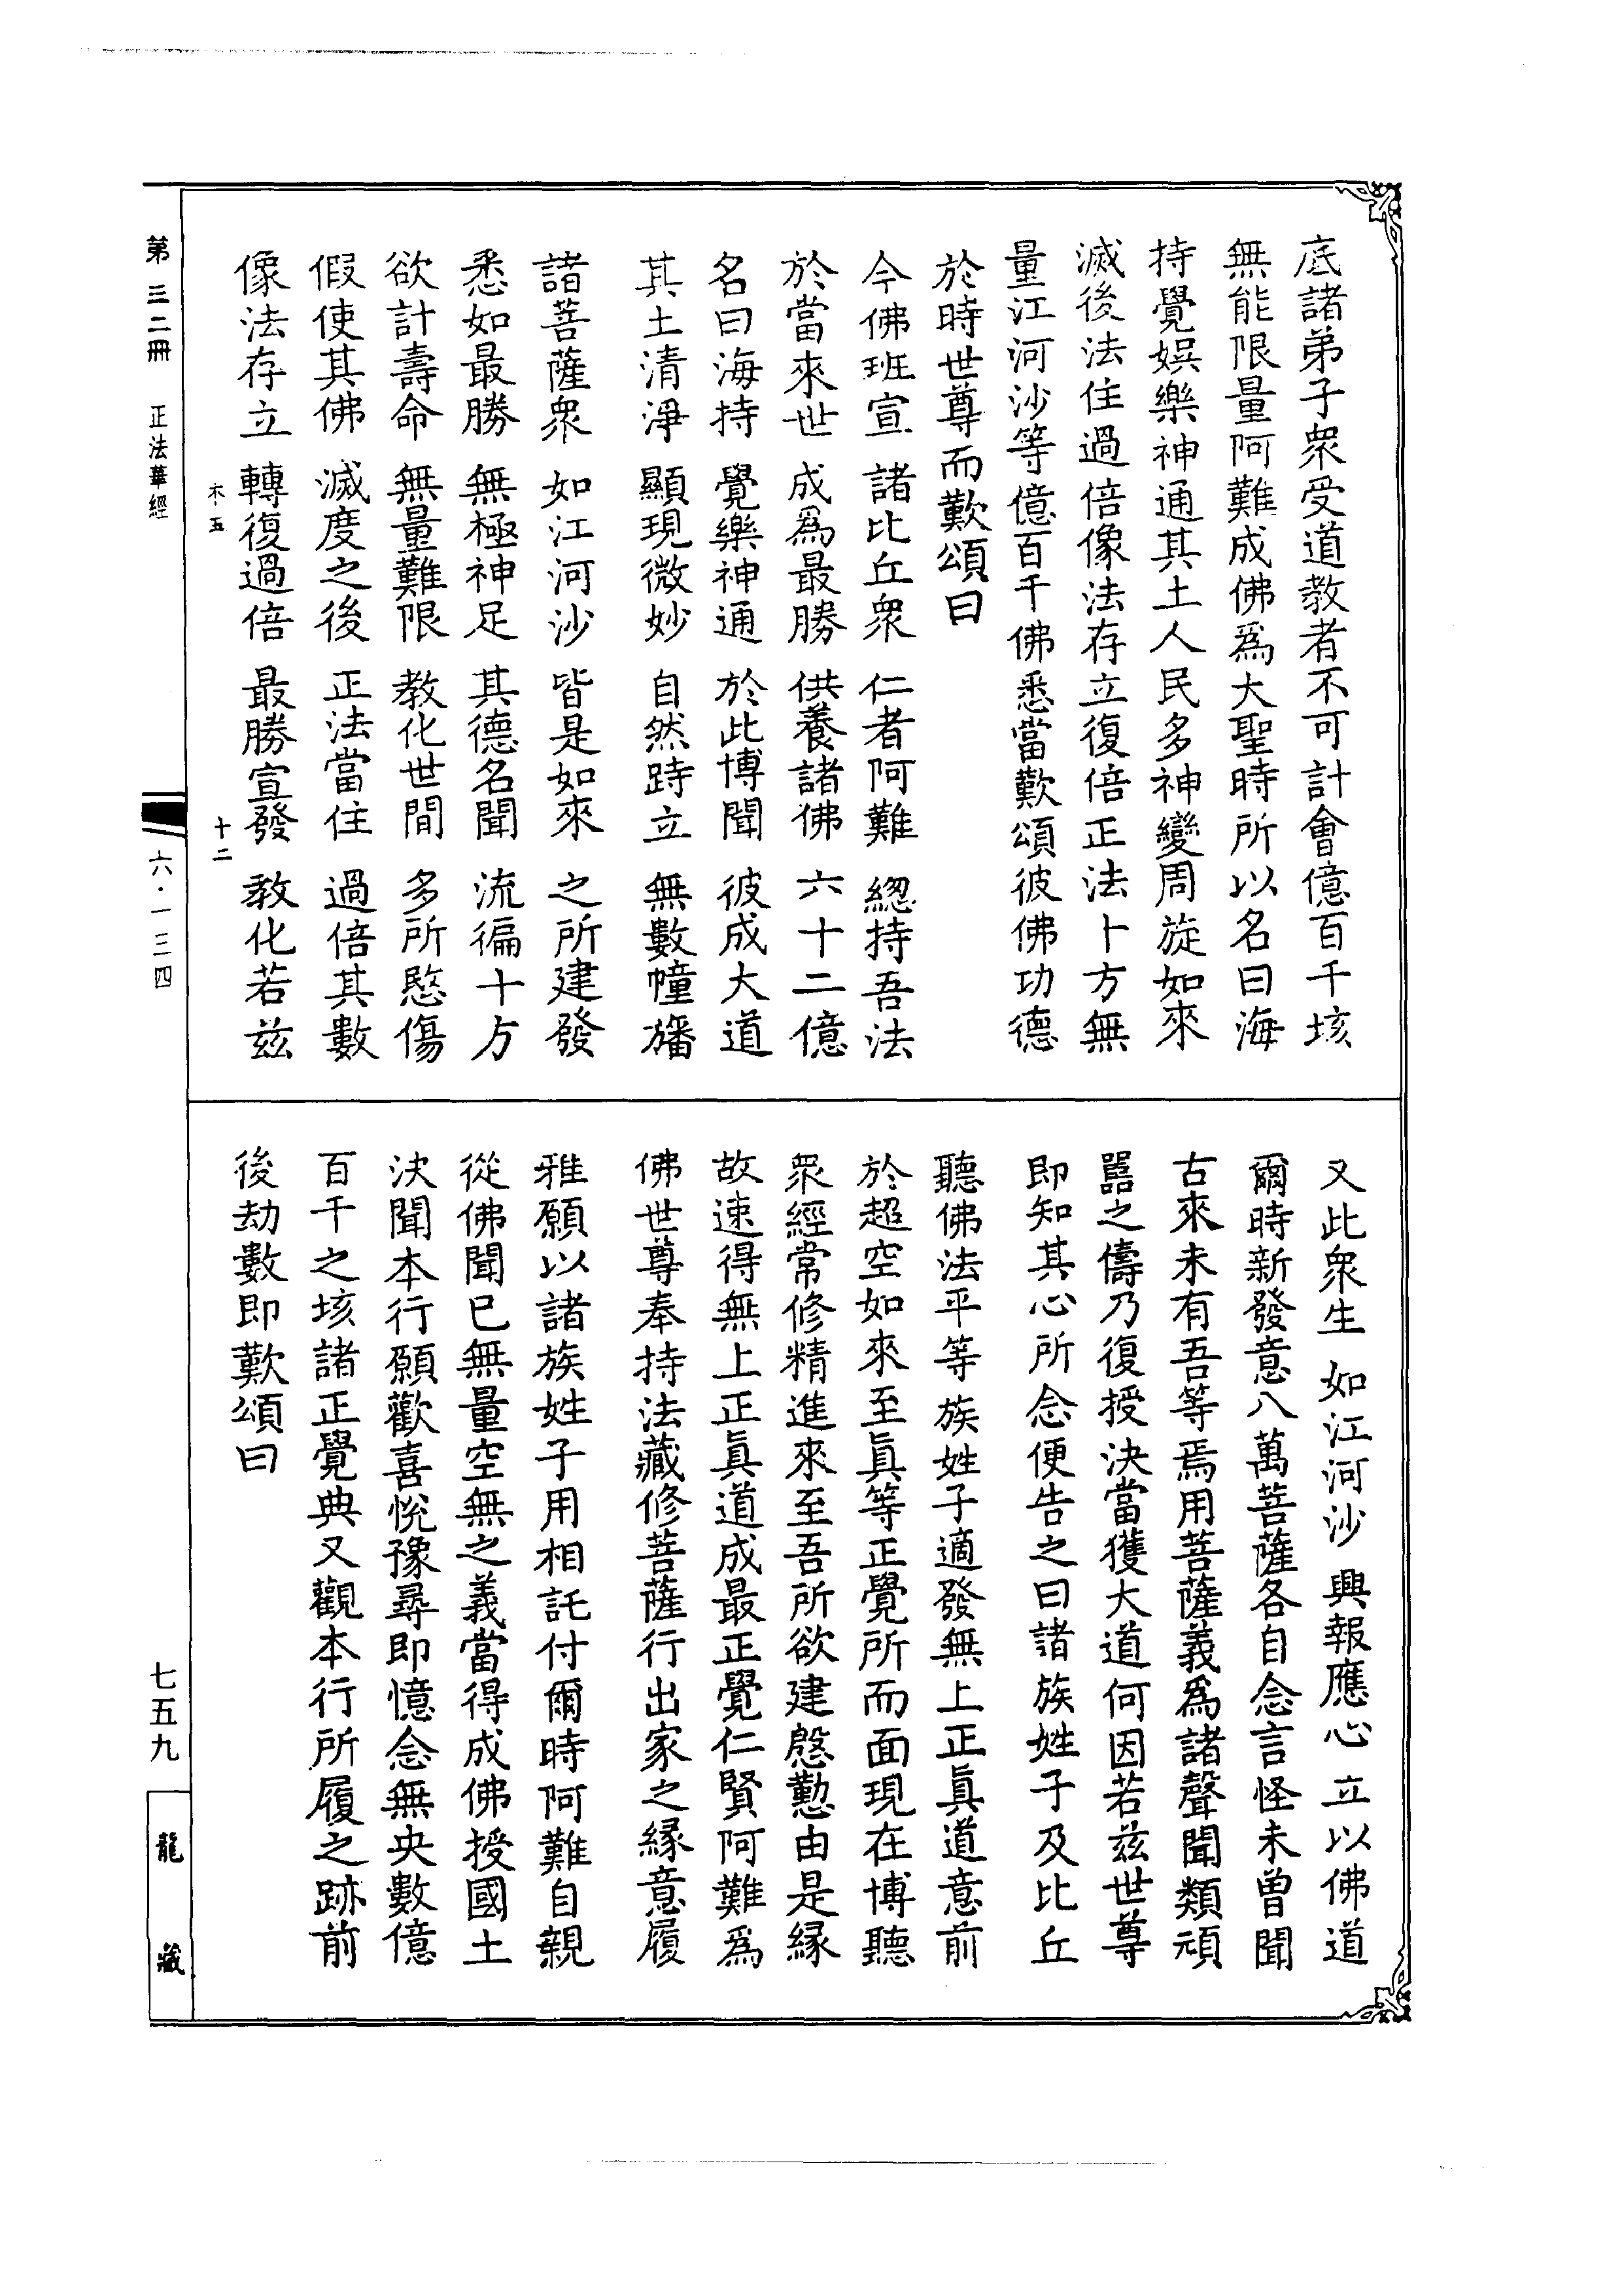 底諸弟子衆受道教者不可計會億百千垓
無能限量阿難成佛爲大聖時所以名曰海
持覺娛樂神通其土人民多神變周旋如來
滅後法住過倍像法存立復倍正法卜方無
量江河沙等億百千佛悉當歎頌彼佛功德
於時世尊而歎頌曰
今佛班宣 諸比丘衆 仁者阿難 緫持吾法
於當來世 成爲最勝 供養諸佛 六十二億
名曰海持 覺樂神通 於此博聞 彼成大道
其土清淨 顯現微妙 自然跱立 無數幢旛
諸菩薩衆 如江河沙 皆是如來 之所建發
悉如最勝 無極神足 其德名聞 流徧十方
欲計壽命 無量難限 教化世間 多所愍傷
假使其佛 滅度之後 正法當住 過倍其數
像法存立 轉復過倍 最勝宣發 教化若茲
又此衆生 如江河沙 興報應心 立以佛道
爾時新發意八萬菩薩各自念言怪未曾聞
古來未有吾等焉用菩薩義爲諸聲聞類頑
嚚之儔乃復授決當獲大道何因若茲世尊
即知其心所念便告之曰諸族姓子及比丘
聽佛法平等族姓子適發無上正眞道意前
於超空如來至眞等正覺所而面現在博聽
衆經常修精進來至吾所欲建慇懃由是緣
故速得無上正眞道成最正覺仁賢阿難爲
佛世尊奉持法藏修菩薩行出家之緣意履
雅願以諸族姓子用相託付爾時阿難自親
從佛聞已無量空無之義當得成佛授國土
決聞本行願歡喜悅豫尋即憶念無央數億
百千之垓諸正覺典又觀本行所履之跡前
後劫數即歎頌曰
木五 十二
第三二冊 正法華經 六·一三四 七五九 龍藏